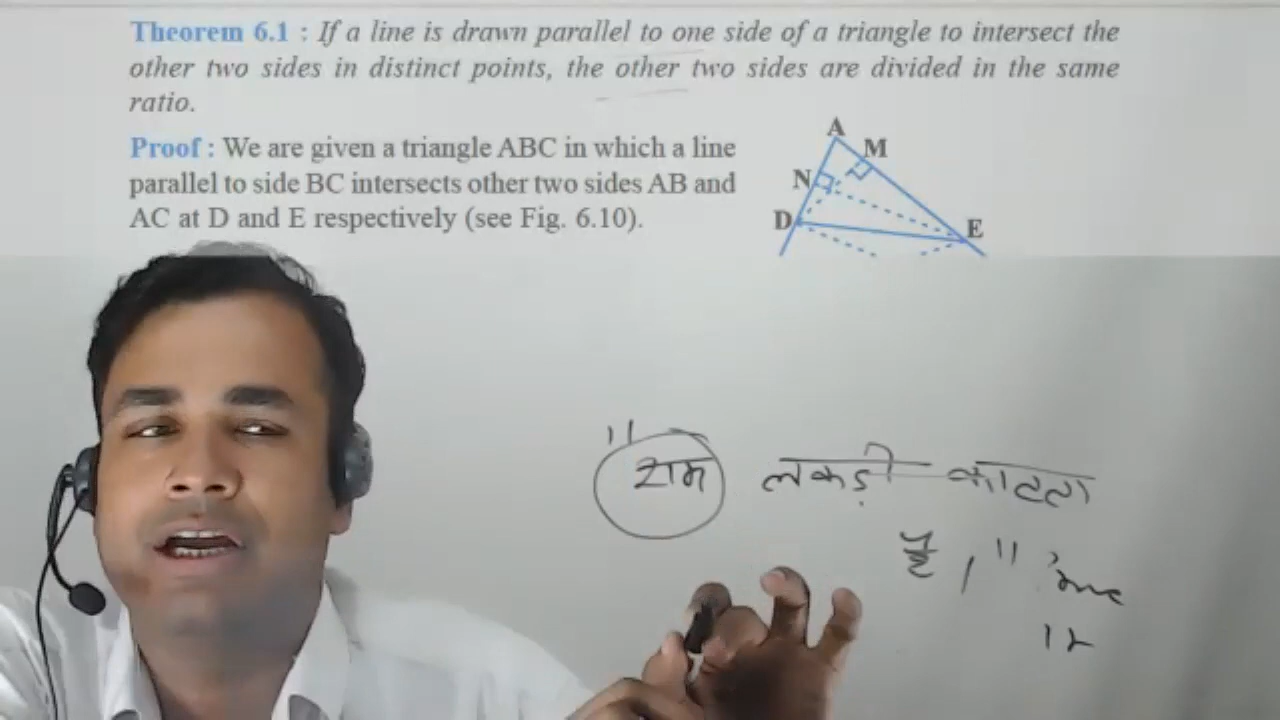 Theorem 6.1 : If a line is drawn parallel to one side of a triangle to intersect the
other two sides in distinct points, the other two sides are divided in the same
ratio.
Proof : We are given a triangle ABC in which a line
parallel to side BC intersects other two sides AB and
AC at D and E respectively (see Fig. 6.10).
A
M
N
D
E
" राम लकड़ी काटता
है । "